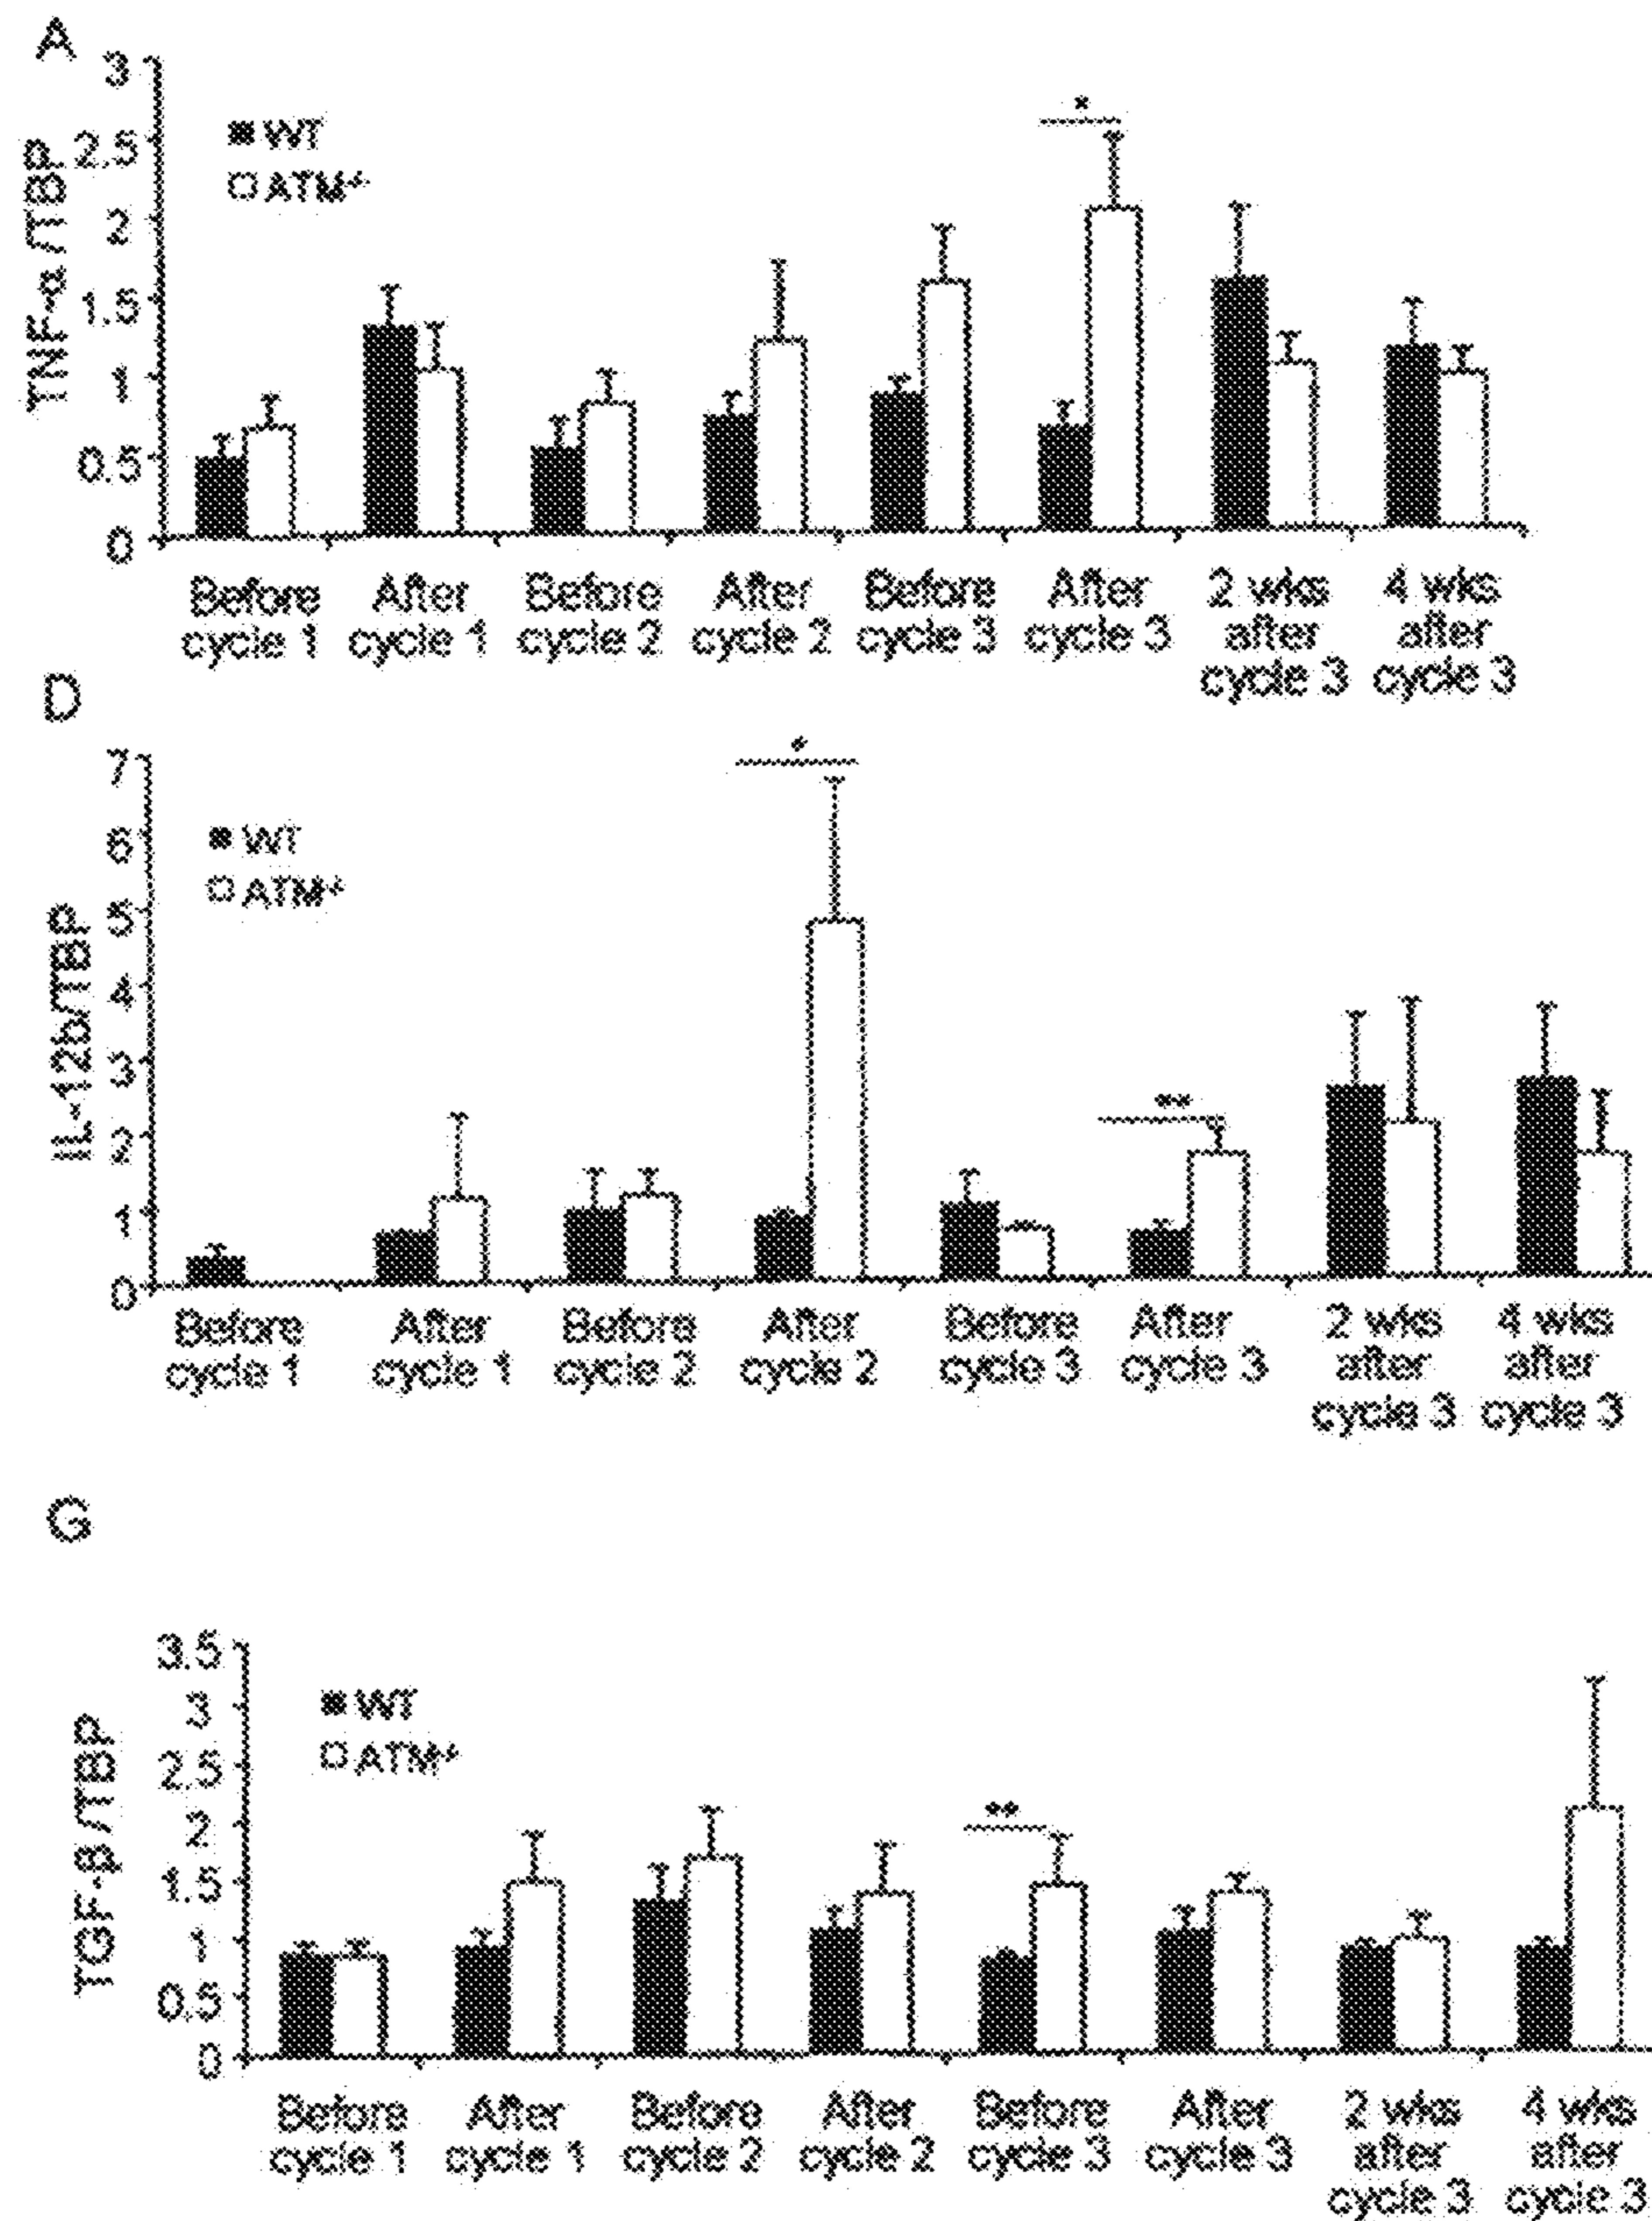 A
3
2.5
2
1.5
1
0.5
0
TNF-α/TBP
WT
ATM-/-
*
Before cycle 1
After cycle 1
Before cycle 2
After cycle 2
Before cycle 3
After cycle 3
2 wks after cycle 3
4 wks after cycle 3
D
7
6
5
4
3
2
1
0
IL-12b/TBP
WT
ATM-/-
*
**
Before cycle 1
After cycle 1
Before cycle 2
After cycle 2
Before cycle 3
After cycle 3
2 wks after cycle 3
4 wks after cycle 3
G
3.5
3
2.5
2
1.5
1
0.5
0
TGF-β/TBP
WT
ATM-/-
**
Before cycle 1
After cycle 1
Before cycle 2
After cycle 2
Before cycle 3
After cycle 3
2 wks after cycle 3
4 wks after cycle 3